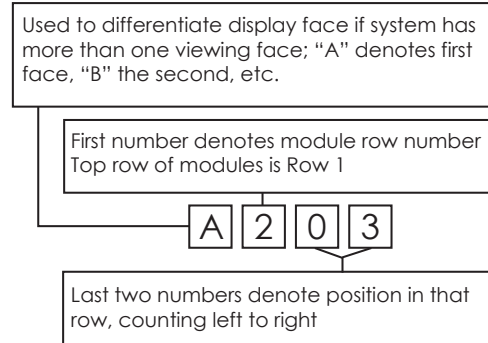 Used to differentiate display face if system has
more than one viewing face; “A” denotes first
face, “B” the second, etc.
First number denotes module row number
Top row of modules is Row 1
A 2 0 3
Last two numbers denote position in that
row, counting left to right